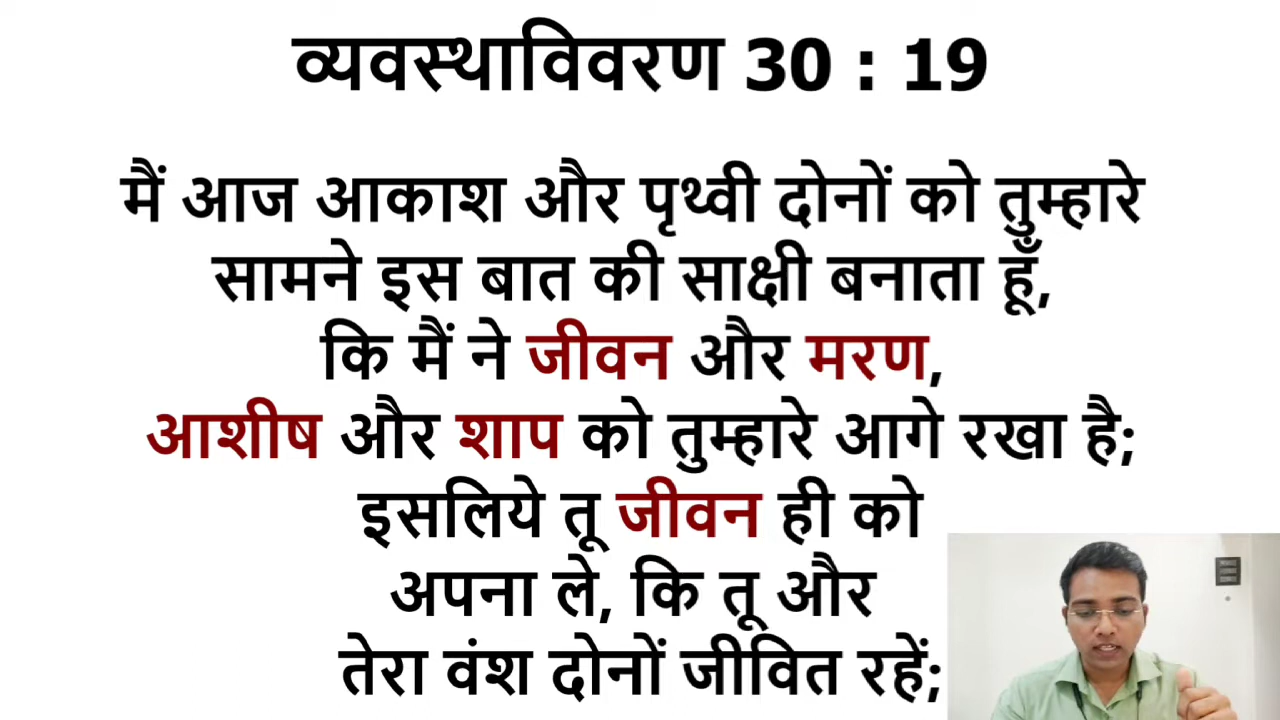 व्यवस्थाविवरण 30 : 19
मैं आज आकाश और पृथ्वी दोनों को तुम्हारे
सामने इस बात की साक्षी बनाता हूँ,
कि मैं ने जीवन और मरण,
आशीष और शाप को तुम्हारे आगे रखा है;
इसलिये तू जीवन ही को
अपना ले, कि तू और
तेरा वंश दोनों जीवित रहें;